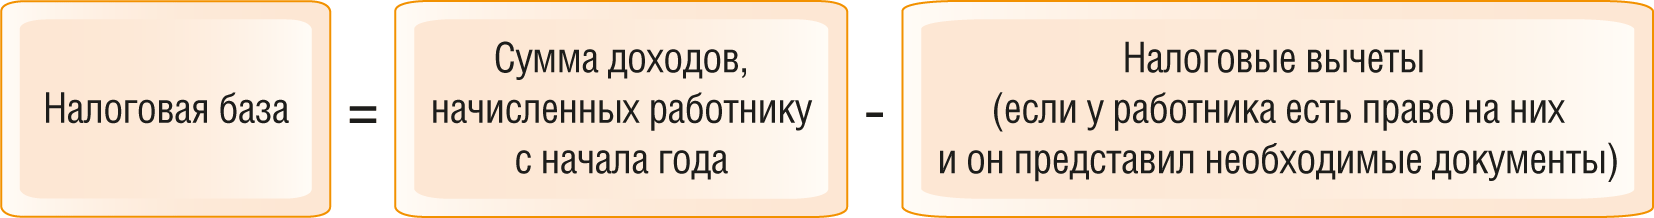 Налоговая база
=
Сумма доходов,
начисленных работнику
с начала года
-
Налоговые вычеты
(если у работника есть право на них
и он представил необходимые документы)